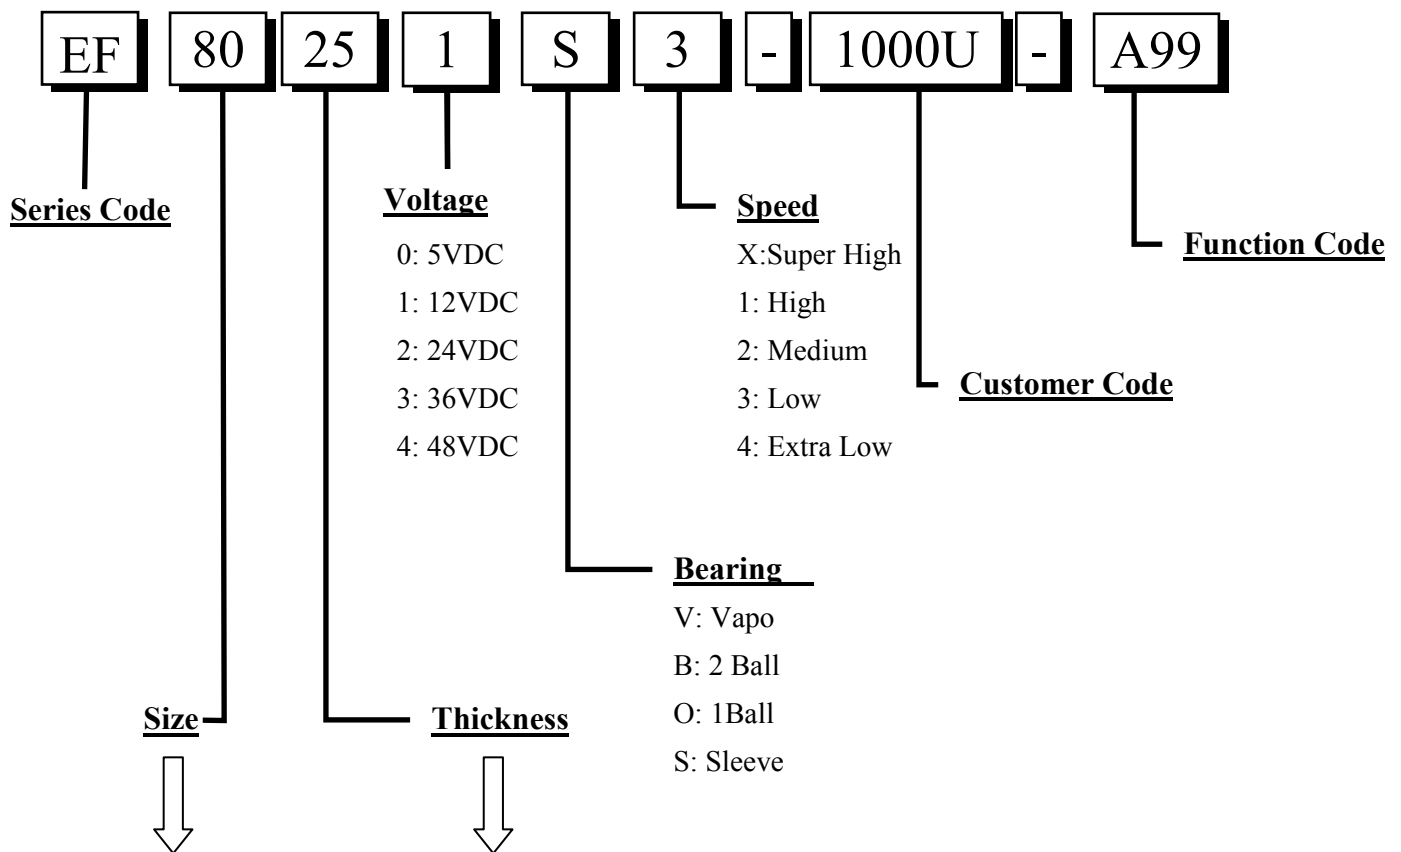 EF 80 25 1 S 3 - 1000U - A99
Series Code
Voltage
0: 5VDC
1: 12VDC
2: 24VDC
3: 36VDC
4: 48VDC
Speed
X:Super High
1: High
2: Medium
3: Low
4: Extra Low
Function Code
Customer Code
Bearing
V: Vapo
B: 2 Ball
O: 1Ball
S: Sleeve
Size
Thickness